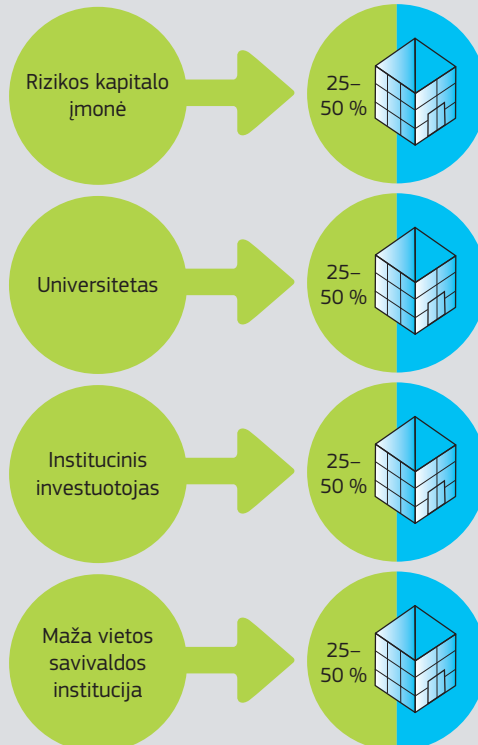 Rizikos kapitalo
įmonė
25–
50 %
Universitetas
25–
50 %
Institucinis
investuotojas
25–
50 %
Maža vietos
savivaldos
institucija
25–
50 %